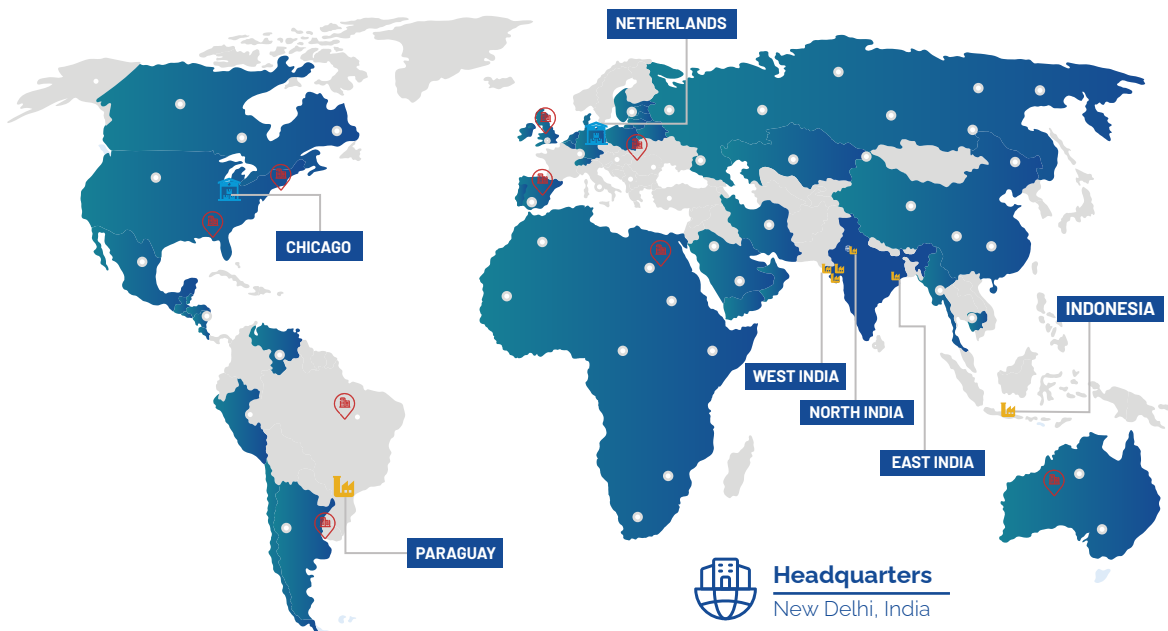 NETHERLANDS
CHICAGO
INDONESIA
WEST INDIA
NORTH INDIA
EAST INDIA
PARAGUAY
Headquarters
New Delhi, India